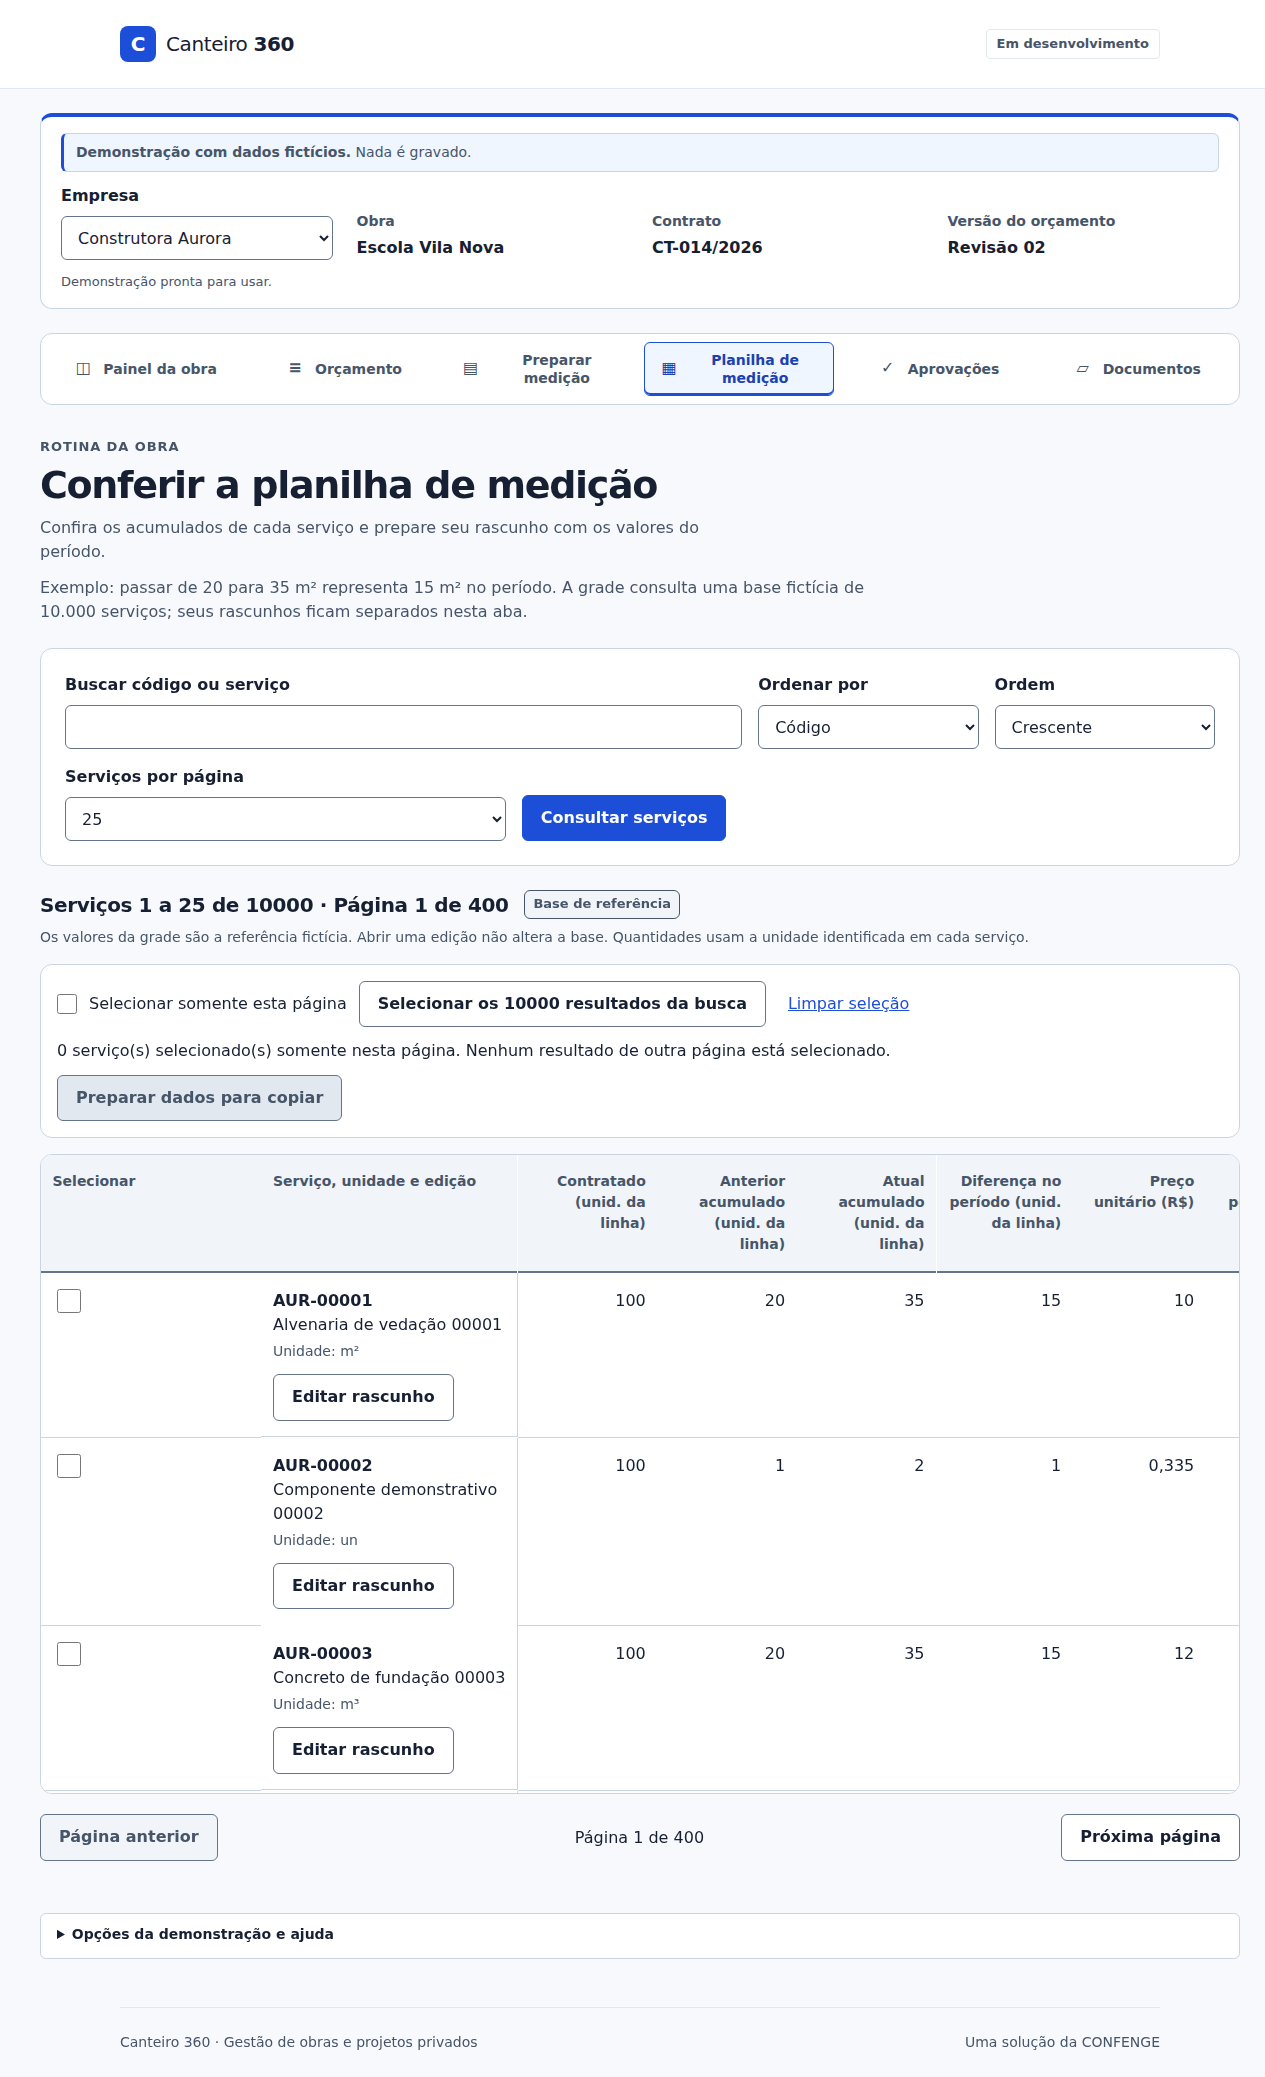 C Canteiro 360
Em desenvolvimento
Demonstração com dados fictícios. Nada é gravado.
Empresa
Construtora Aurora
Demonstração pronta para usar.
Obra
Escola Vila Nova
Contrato
CT-014/2026
Versão do orçamento
Revisão 02
Painel da obra
Orçamento
Preparar
medição
Planilha de
medição
Aprovações
Documentos
ROTINA DA OBRA
Conferir a planilha de medição
Confira os acumulados de cada serviço e prepare seu rascunho com os valores do
período.
Exemplo: passar de 20 para 35 m² representa 15 m² no período. A grade consulta uma base fictícia de
10.000 serviços; seus rascunhos ficam separados nesta aba.
Buscar código ou serviço
Ordenar por
Código
Ordem
Crescente
Serviços por página
25
Consultar serviços
Serviços 1 a 25 de 10000 · Página 1 de 400
Base de referência
Os valores da grade são a referência fictícia. Abrir uma edição não altera a base. Quantidades usam a unidade identificada em cada serviço.
Selecionar somente esta página
Selecionar os 10000 resultados da busca
Limpar seleção
0 serviço(s) selecionado(s) somente nesta página. Nenhum resultado de outra página está selecionado.
Preparar dados para copiar
Selecionar
Serviço, unidade e edição
Contratado
(unid. da
linha)
Anterior
acumulado
(unid. da
linha)
Atual
acumulado
(unid. da
linha)
Diferença no
período (unid.
da linha)
Preço
unitário (R$)
p
AUR-00001
Alvenaria de vedação 00001
Unidade: m²
Editar rascunho
100
20
35
15
10
AUR-00002
Componente demonstrativo
00002
Unidade: un
Editar rascunho
100
1
2
1
0,335
AUR-00003
Concreto de fundação 00003
Unidade: m³
Editar rascunho
100
20
35
15
12
Página anterior
Página 1 de 400
Próxima página
Opções da demonstração e ajuda
Canteiro 360 · Gestão de obras e projetos privados
Uma solução da CONFENGE